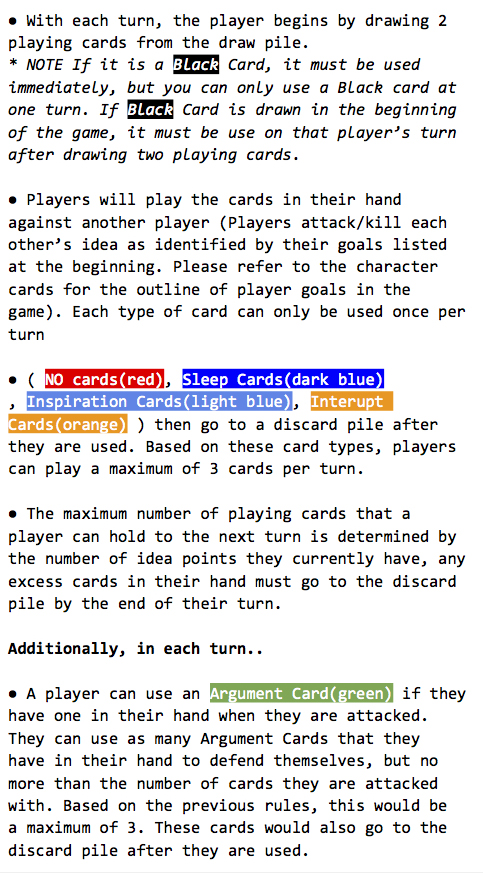 ● With each turn, the player begins by drawing 2
playing cards from the draw pile.
* NOTE If it is a Black Card, it must be used
immediately, but you can only use a Black card at
one turn. If Black Card is drawn in the beginning
of the game, it must be use on that player’s turn
after drawing two playing cards.
● Players will play the cards in their hand
against another player (Players attack/kill each
other’s idea as identified by their goals listed
at the beginning. Please refer to the character
cards for the outline of player goals in the
game). Each type of card can only be used once per
turn
● ( NO cards(red), Sleep Cards(dark blue)
, Inspiration Cards(light blue), Interupt
Cards(orange) ) then go to a discard pile after
they are used. Based on these card types, players
can play a maximum of 3 cards per turn.
● The maximum number of playing cards that a
player can hold to the next turn is determined by
the number of idea points they currently have, any
excess cards in their hand must go to the discard
pile by the end of their turn.
Additionally, in each turn..
● A player can use an Argument Card(green) if they
have one in their hand when they are attacked.
They can use as many Argument Cards that they
have in their hand to defend themselves, but no
more than the number of cards they are attacked
with. Based on the previous rules, this would be
a maximum of 3. These cards would also go to the
discard pile after they are used.